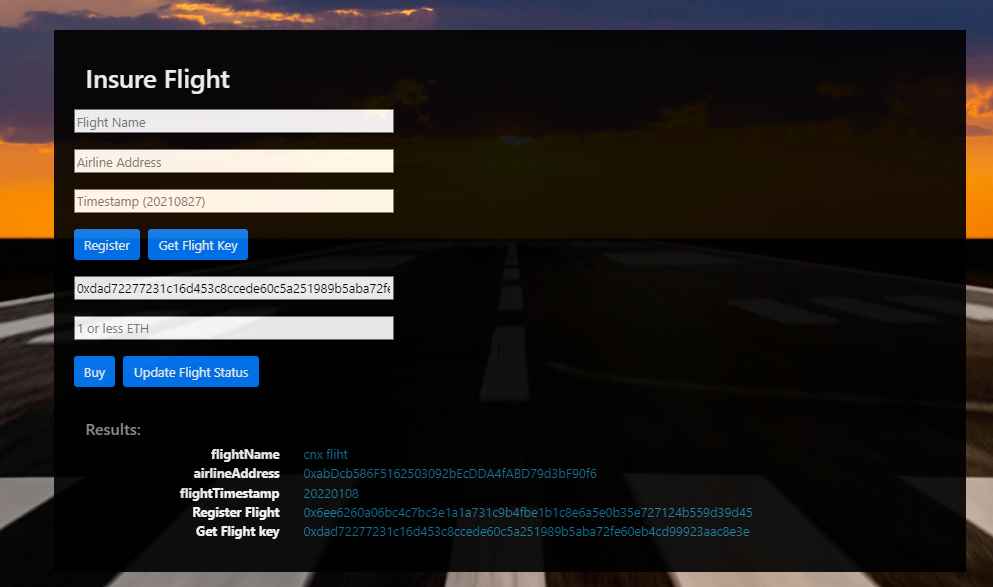 Insure Flight
Flight Name
Airline Address
Timestamp (20210827)
Register Get Flight Key
0xdad72277231c16d453c8ccede60c5a251989b5aba72fe
1 or less ETH
Buy Update Flight Status
Results:
flightName cnx fliht
airlineAddress 0xabDcb586F5162503092bEcDDA4fABD79d3bF90f6
flightTimestamp 20220108
Register Flight 0x6ee6260a06bc4c7bc3e1a1a731c9b4fbe1b1c8e6a5e0b35e727124b559d39d45
Get Flight key 0xdad72277231c16d453c8ccede60c5a251989b5aba72fe60eb4cd99923aac8e3e